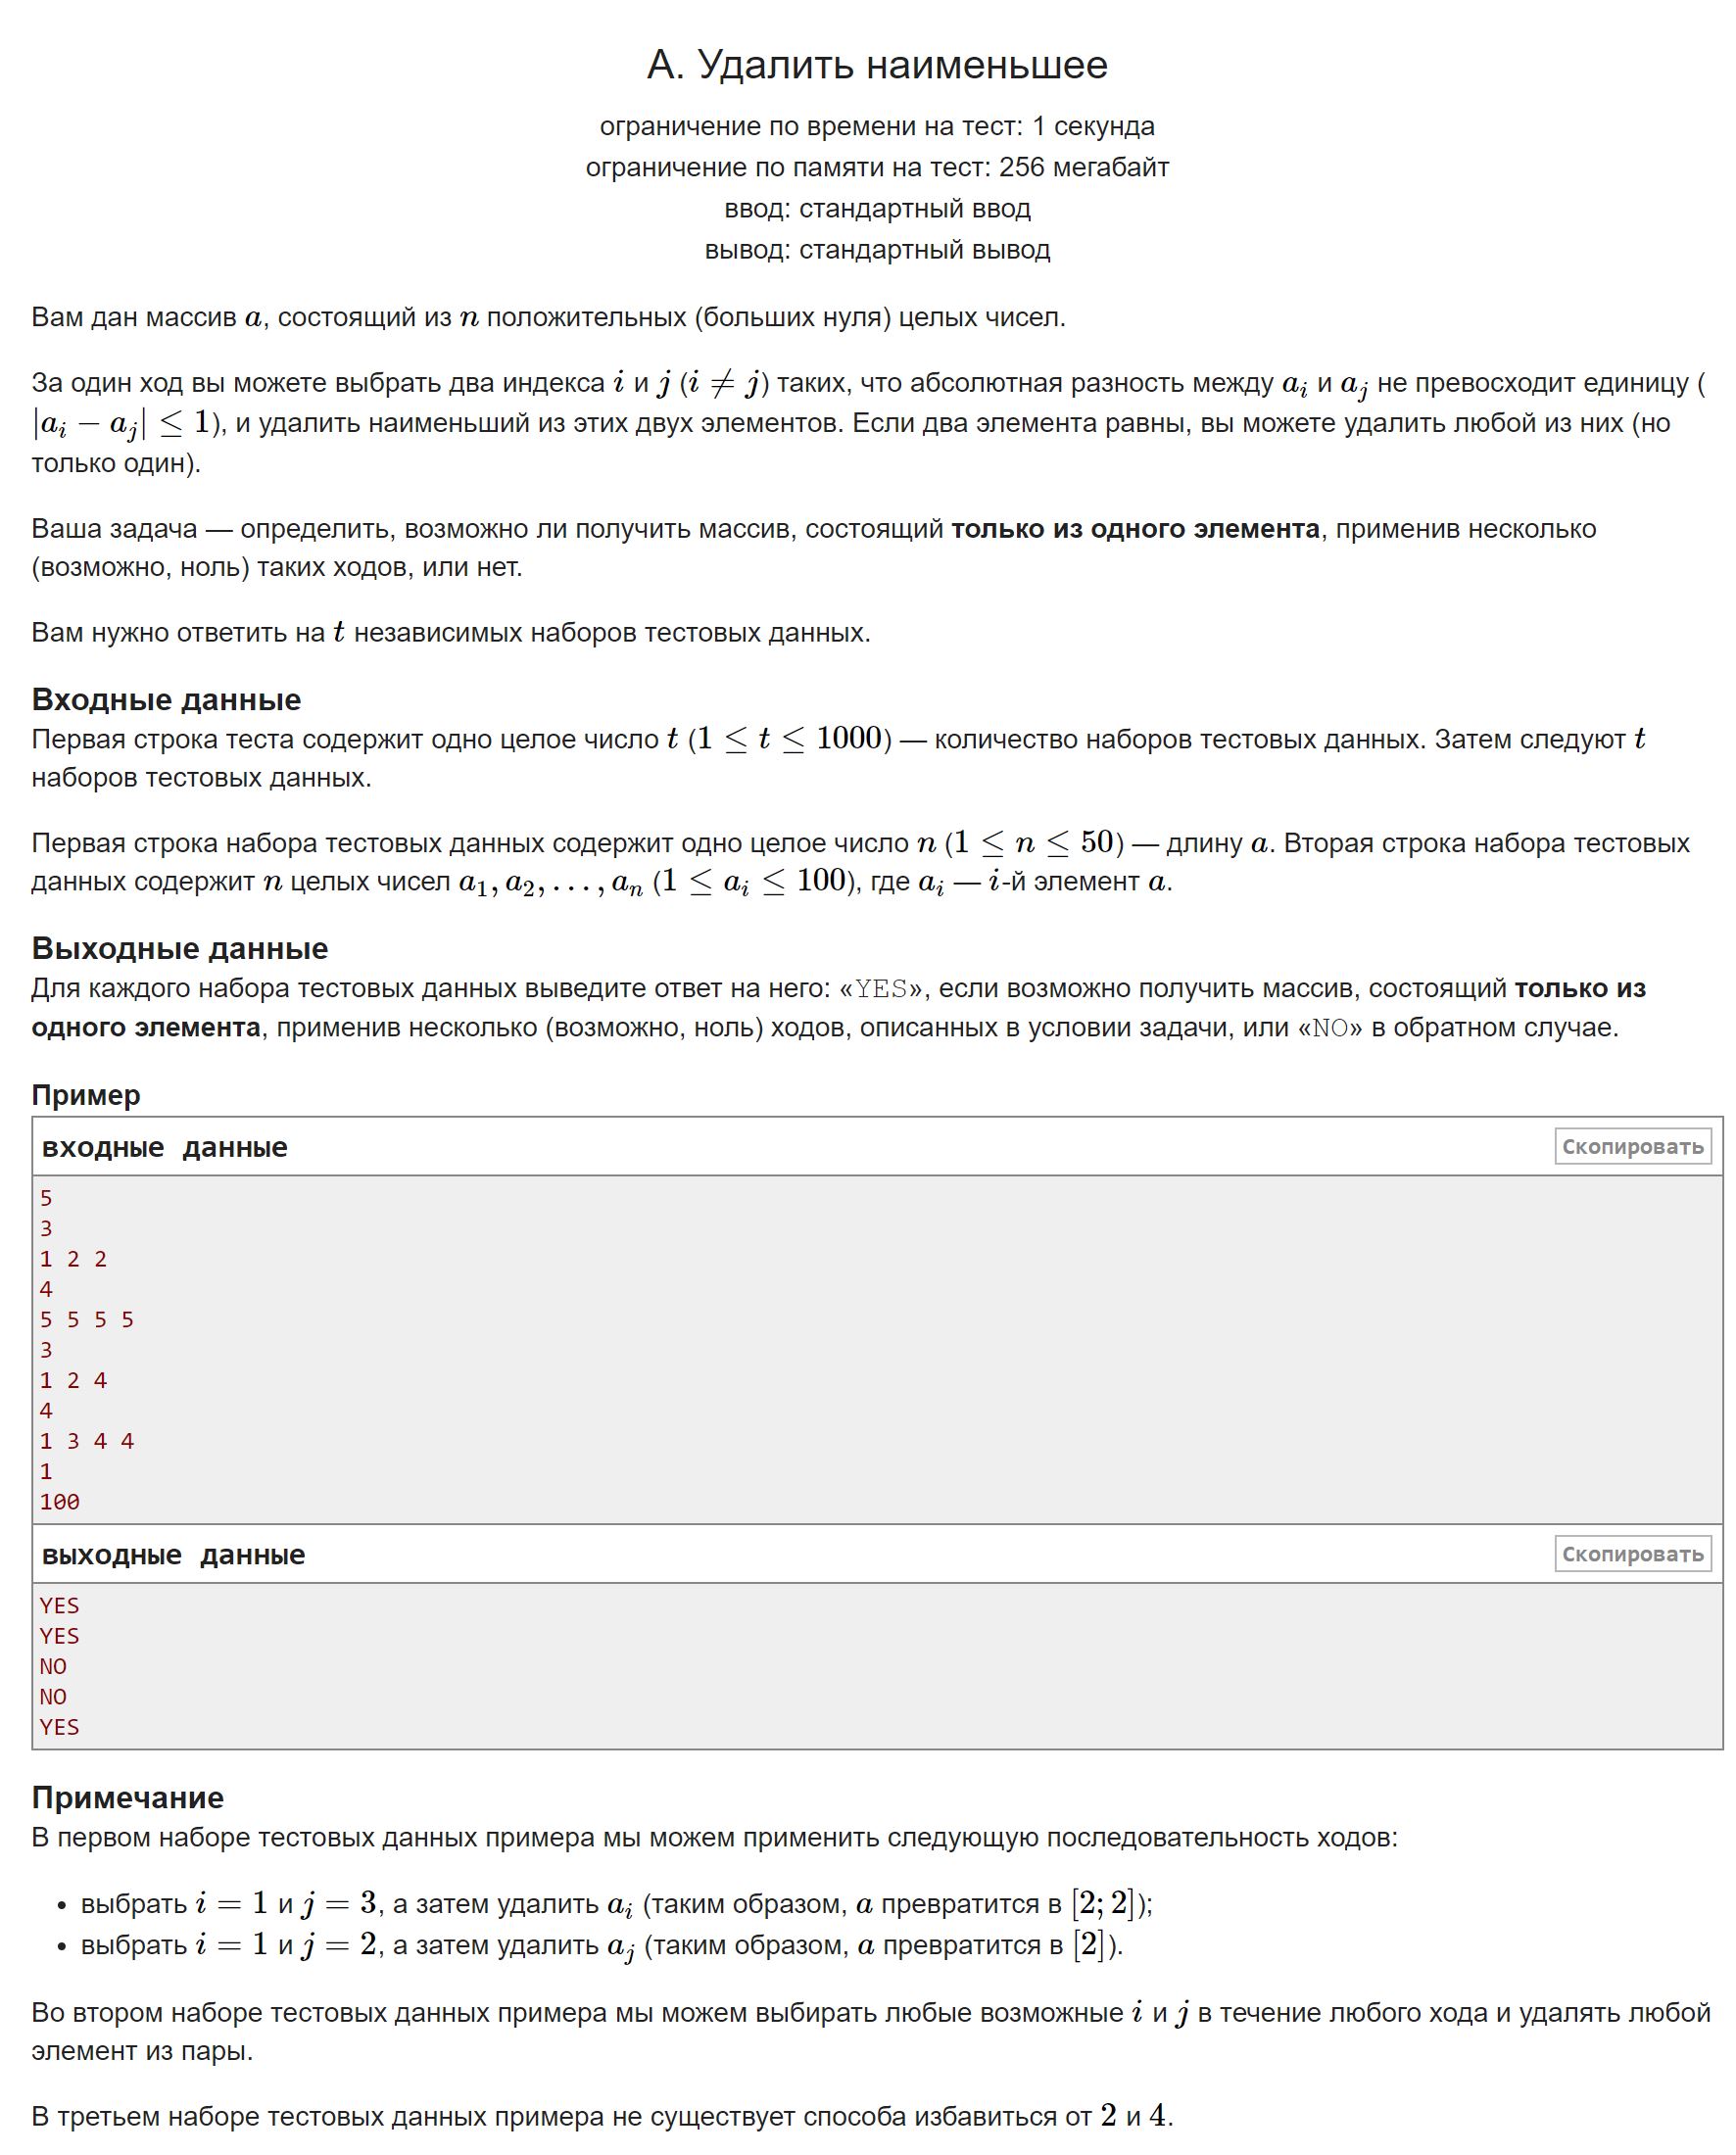 А. Удалить наименьшее
ограничение по времени на тест: 1 секунда
ограничение по памяти на тест: 256 мегабайт
ввод: стандартный ввод
вывод: стандартный вывод
Вам дан массив a, состоящий из n положительных (больших нуля) целых чисел.
За один ход вы можете выбрать два индекса i и j (i ≠ j) таких, что абсолютная разность между a_i и a_j не превосходит единицу (
|a_i − a_j| ≤ 1), и удалить наименьший из этих двух элементов. Если два элемента равны, вы можете удалить любой из них (но
только один).
Ваша задача — определить, возможно ли получить массив, состоящий только из одного элемента, применив несколько
(возможно, ноль) таких ходов, или нет.
Вам нужно ответить на t независимых наборов тестовых данных.
Входные данные
Первая строка теста содержит одно целое число t (1 ≤ t ≤ 1000) — количество наборов тестовых данных. Затем следуют t
наборов тестовых данных.
Первая строка набора тестовых данных содержит одно целое число n (1 ≤ n ≤ 50) — длину a. Вторая строка набора тестовых
данных содержит n целых чисел a_1, a_2, …, a_n (1 ≤ a_i ≤ 100), где a_i — i-й элемент a.
Выходные данные
Для каждого набора тестовых данных выведите ответ на него: «YES», если возможно получить массив, состоящий только из
одного элемента, применив несколько (возможно, ноль) ходов, описанных в условии задачи, или «NO» в обратном случае.
Пример
входные данные
Скопировать
5
3
1 2 2
4
5 5 5 5
3
1 2 4
4
1 3 4 4
1
100
выходные данные
Скопировать
YES
YES
NO
NO
YES
Примечание
В первом наборе тестовых данных примера мы можем применить следующую последовательность ходов:
• выбрать i = 1 и j = 3, а затем удалить a_i (таким образом, a превратится в [2; 2]);
• выбрать i = 1 и j = 2, а затем удалить a_j (таким образом, a превратится в [2]).
Во втором наборе тестовых данных примера мы можем выбирать любые возможные i и j в течение любого хода и удалять любой
элемент из пары.
В третьем наборе тестовых данных примера не существует способа избавиться от 2 и 4.